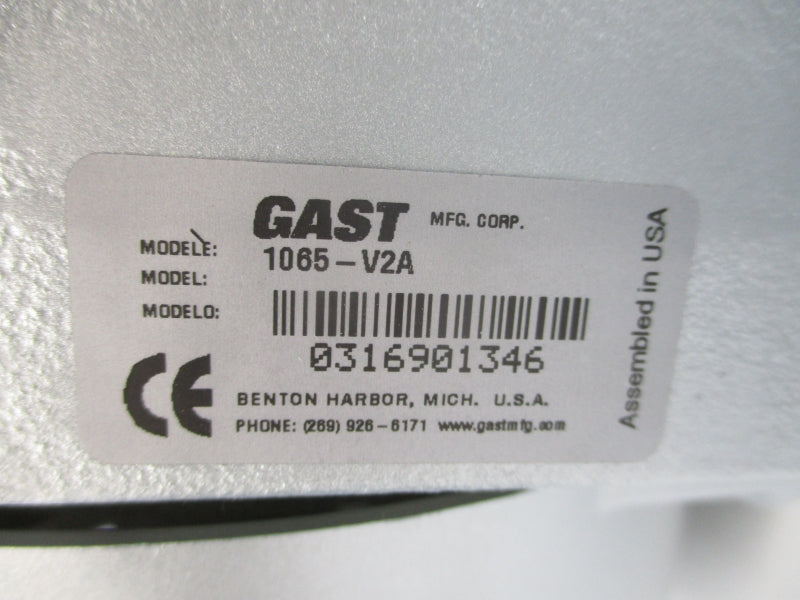 GAST MFG. CORP.
MODELÈ: 1065-V2A
MODEL:
MODELO:
0316901346
CE
BENTON HARBOR, MICH. U.S.A.
PHONE: (269) 926-6171 www.gastmfg.com
Assembled in USA